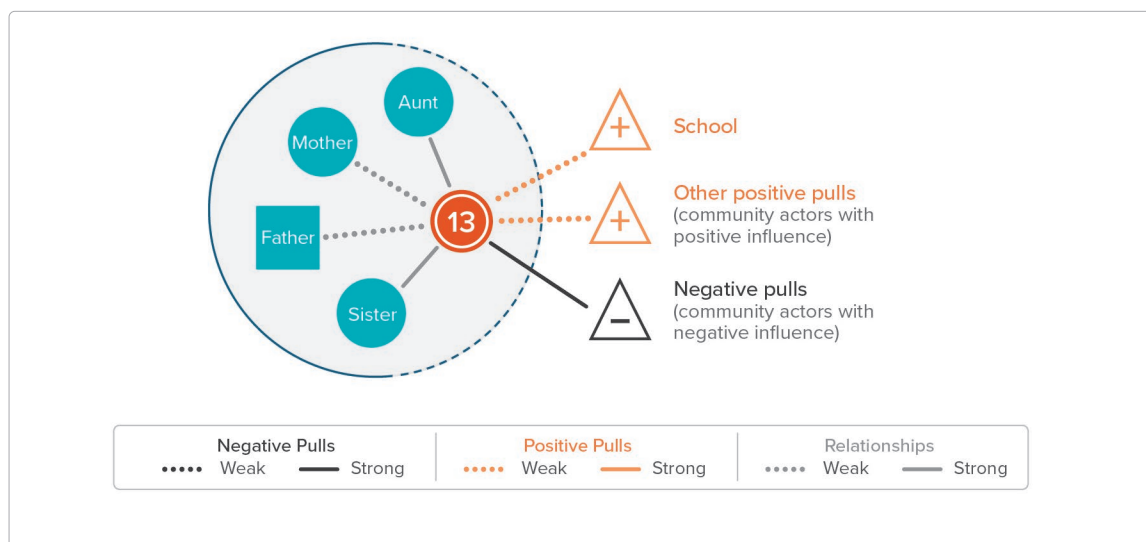 Aunt
Mother
Father
13
Sister
+
School
+
Other positive pulls
(community actors with
positive influence)
–
Negative pulls
(community actors with
negative influence)
Negative Pulls
Weak Strong
Positive Pulls
Weak Strong
Relationships
Weak Strong